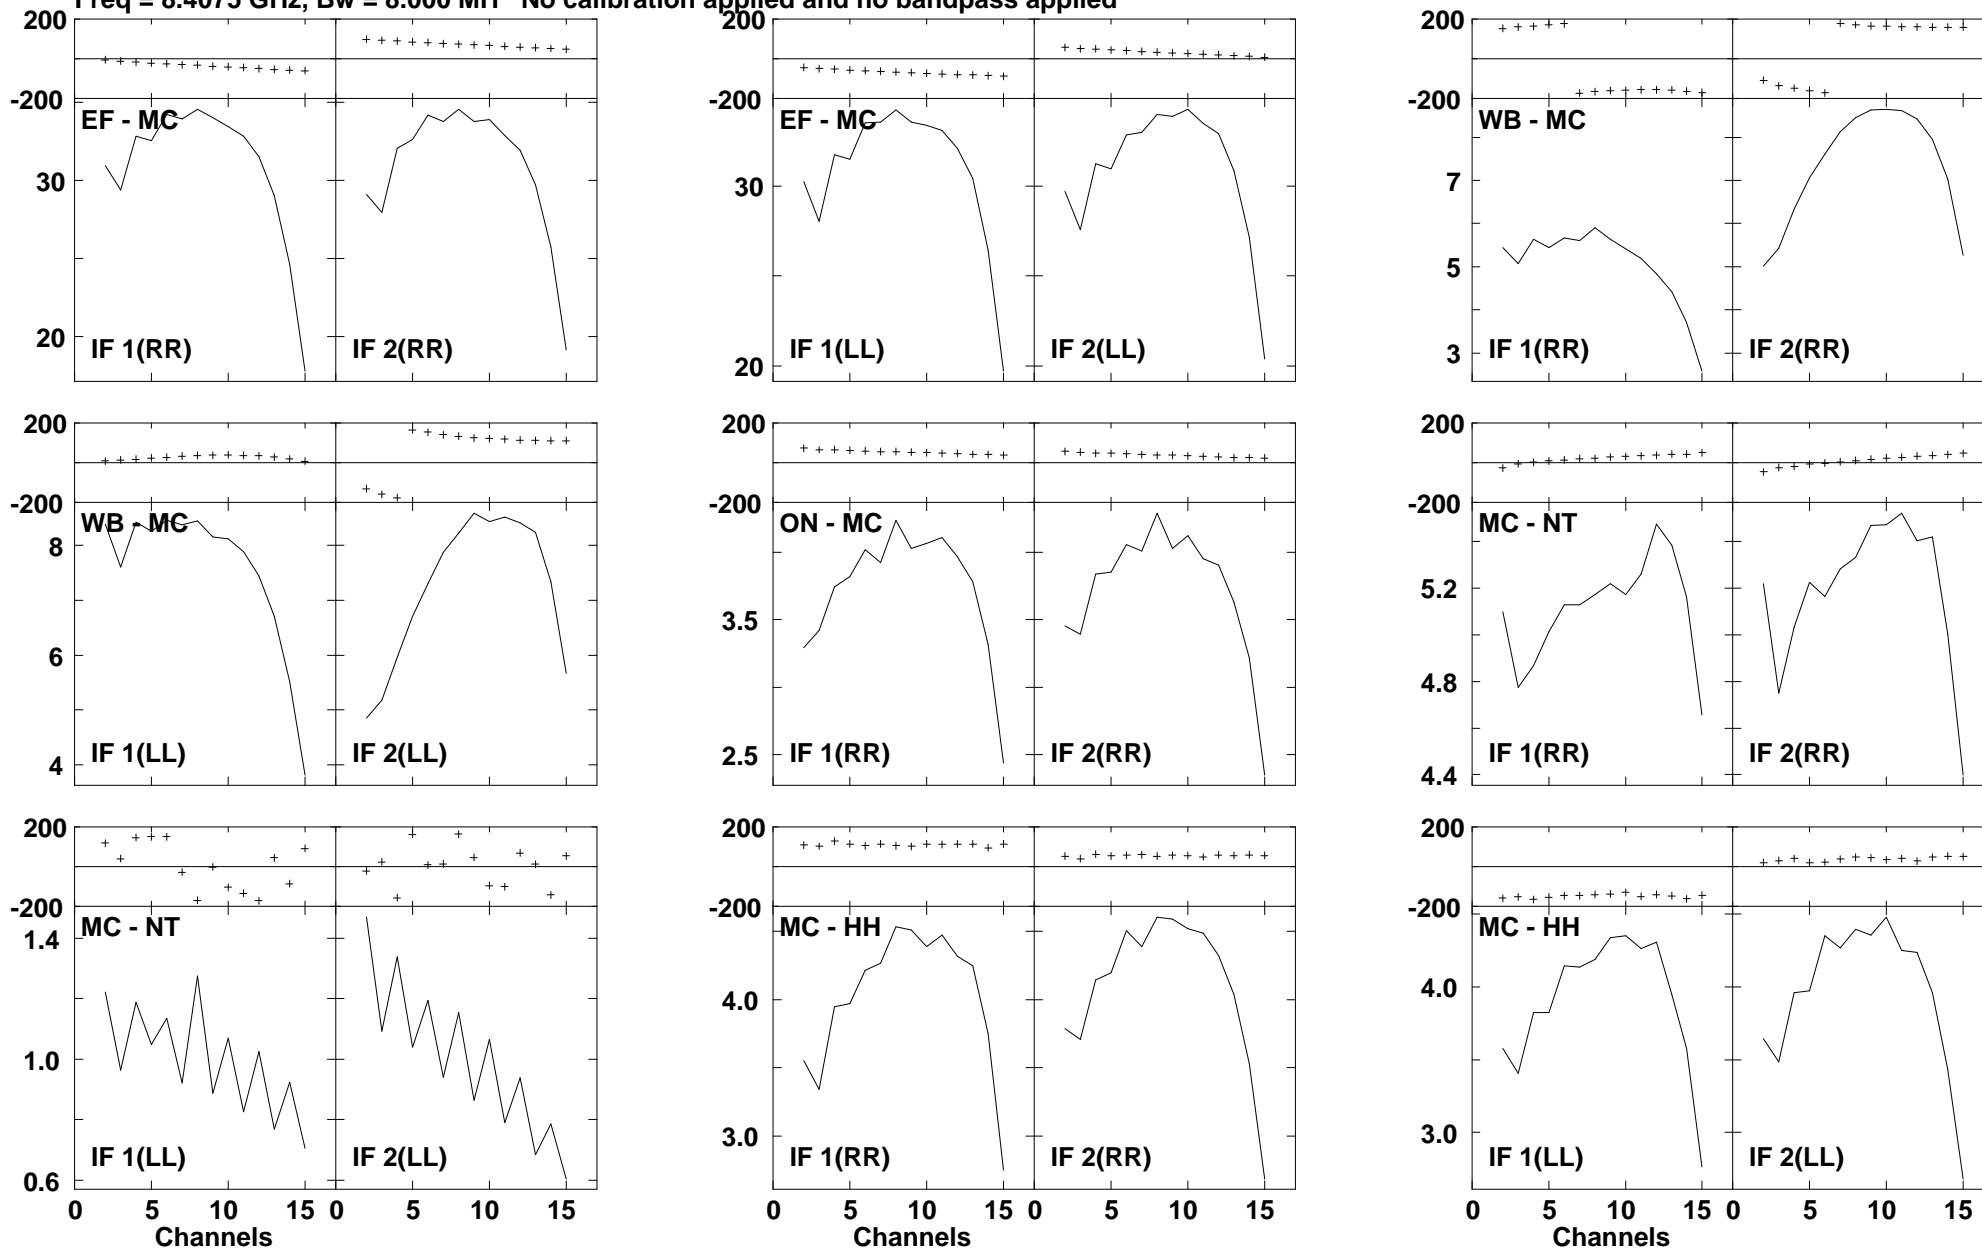 Freq = 8.4075 GHz, Bw = 8.000 MH No calibration applied and no bandpass applied
200
-200
EF - MC
30
20
IF 1(RR)
IF 2(RR)
EF - MC
30
20
IF 1(LL)
IF 2(LL)
200
-200
WB - MC
7
5
3
IF 1(RR)
IF 2(RR)
200
-200
WB - MC
8
6
4
IF 1(LL)
IF 2(LL)
200
-200
ON - MC
3.5
2.5
IF 1(RR)
IF 2(RR)
200
-200
MC - NT
5.2
4.8
4.4
IF 1(RR)
IF 2(RR)
200
-200
MC - NT
1.4
1.0
0.6
IF 1(LL)
IF 2(LL)
0 5 10 15 0 5 10 15
Channels
200
-200
MC - HH
4.0
3.0
IF 1(RR)
IF 2(RR)
0 5 10 15 0 5 10 15
Channels
200
-200
MC - HH
4.0
3.0
IF 1(LL)
IF 2(LL)
0 5 10 15 0 5 10 15
Channels